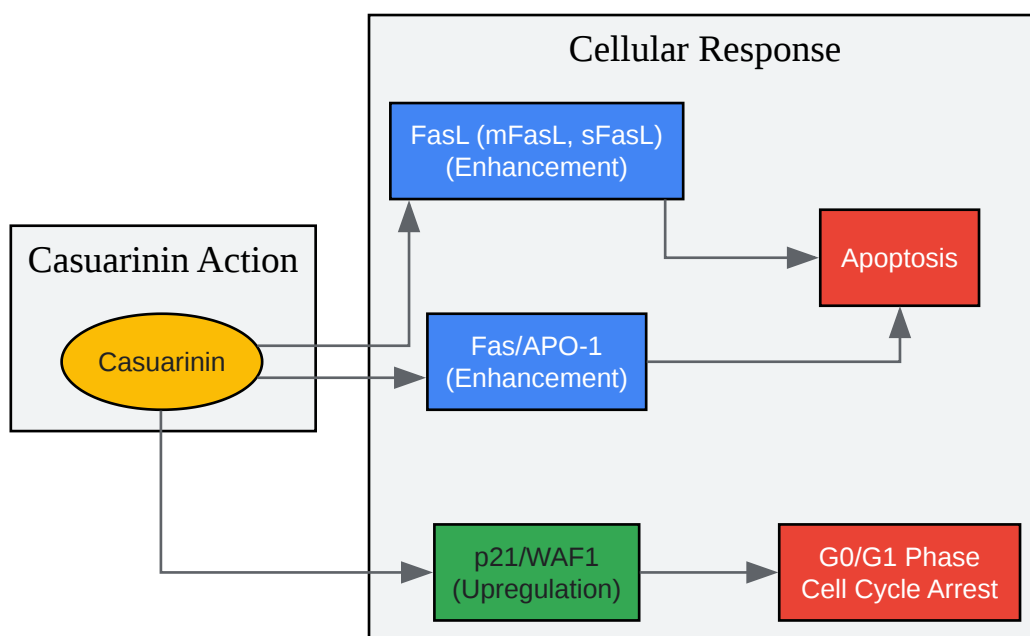 Cellular Response
FasL (mFasL, sFasL)
(Enhancement)
Casuarinin Action
Apoptosis
Casuarinin
Fas/APO-1
(Enhancement)
p21/WAF1
(Upregulation)
G0/G1 Phase
Cell Cycle Arrest